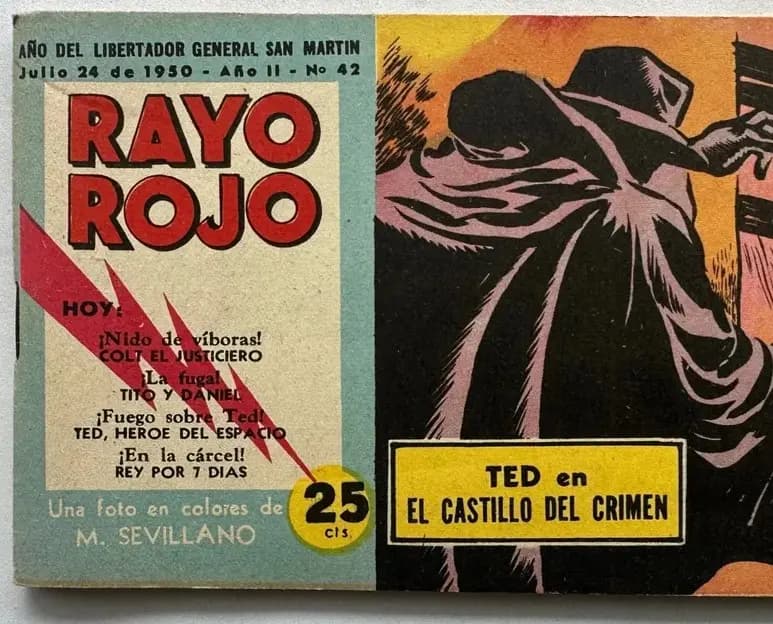 AÑO DEL LIBERTADOR GENERAL SAN MARTIN
Julio 24 de 1950 - Año II - Nº 42
RAYO
ROJO
HOY:
¡Nido de víboras!
COLT EL JUSTICIERO
¡La fuga!
TITO Y DANIEL
¡Fuego sobre Ted!
TED, HEROE DEL ESPACIO
¡En la cárcel!
REY POR 7 DIAS
Una foto en colores de
M. SEVILLANO
25
cts.
TED en
EL CASTILLO DEL CRIMEN